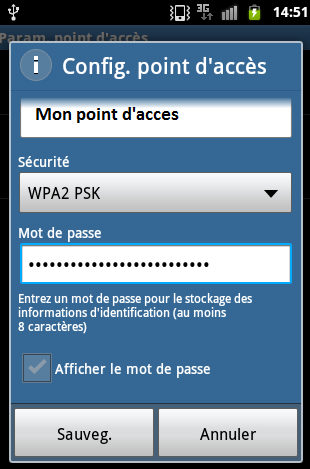 3G
14:51
Param. point d'accès
Config. point d'accès
Mon point d'acces
Sécurité
WPA2 PSK
Mot de passe
••••••••••••••••••••••••••
Entrez un mot de passe pour le stockage des
informations d'identification (au moins
8 caractères)
Afficher le mot de passe
Sauveg.
Annuler